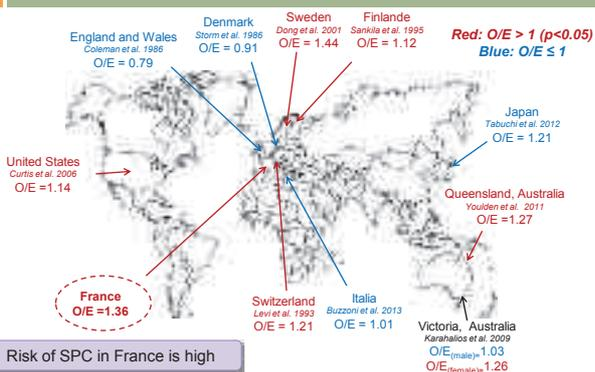 Denmark
Storm et al. 1986
O/E = 0.91
Sweden
Dong et al. 2001
O/E = 1.44
Finlande
Sankila et al. 1995
O/E = 1.12
Red: O/E > 1 (p<0.05)
Blue: O/E ≤ 1
England and Wales
Coleman et al. 1986
O/E = 0.79
Japan
Tabuchi et al. 2012
O/E = 1.21
United States
Curtis et al. 2006
O/E =1.14
Queensland, Australia
Youlden et al. 2011
O/E =1.27
France
O/E =1.36
Switzerland
Levi et al. 1993
O/E = 1.21
Italia
Buzzoni et al. 2013
O/E = 1.01
Victoria, Australia
Karahalios et al. 2009
O/E(male)= 1.03
O/E(female)= 1.26
Risk of SPC in France is high